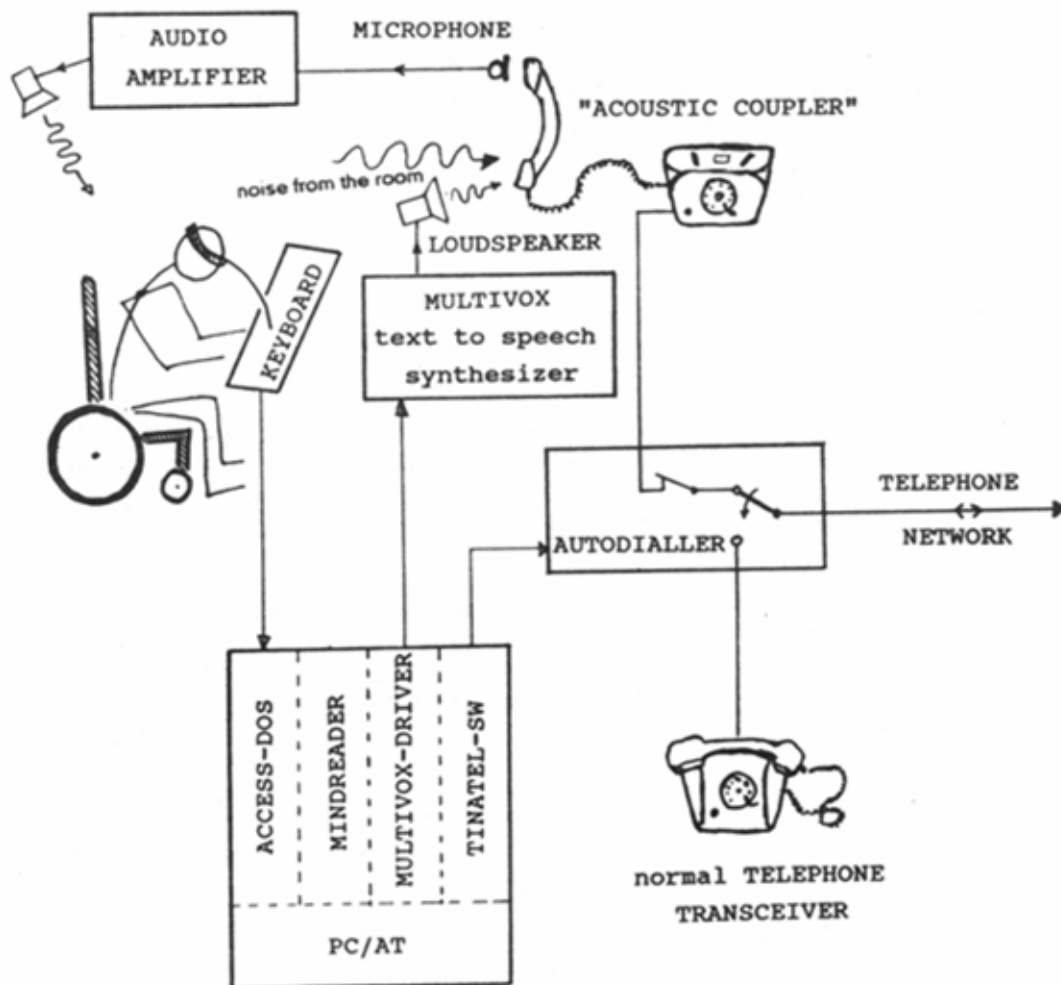 AUDIO
AMPLIFIER
MICROPHONE
"ACOUSTIC COUPLER"
noise from the room
LOUDSPEAKER
KEYBOARD
MULTIVOX
text to speech
synthesizer
TELEPHONE
NETWORK
AUTODIALLER
ACCESS-DOS
MINDREADER
MULTIVOX-DRIVER
TINATEL-SW
PC/AT
normal TELEPHONE
TRANSCEIVER